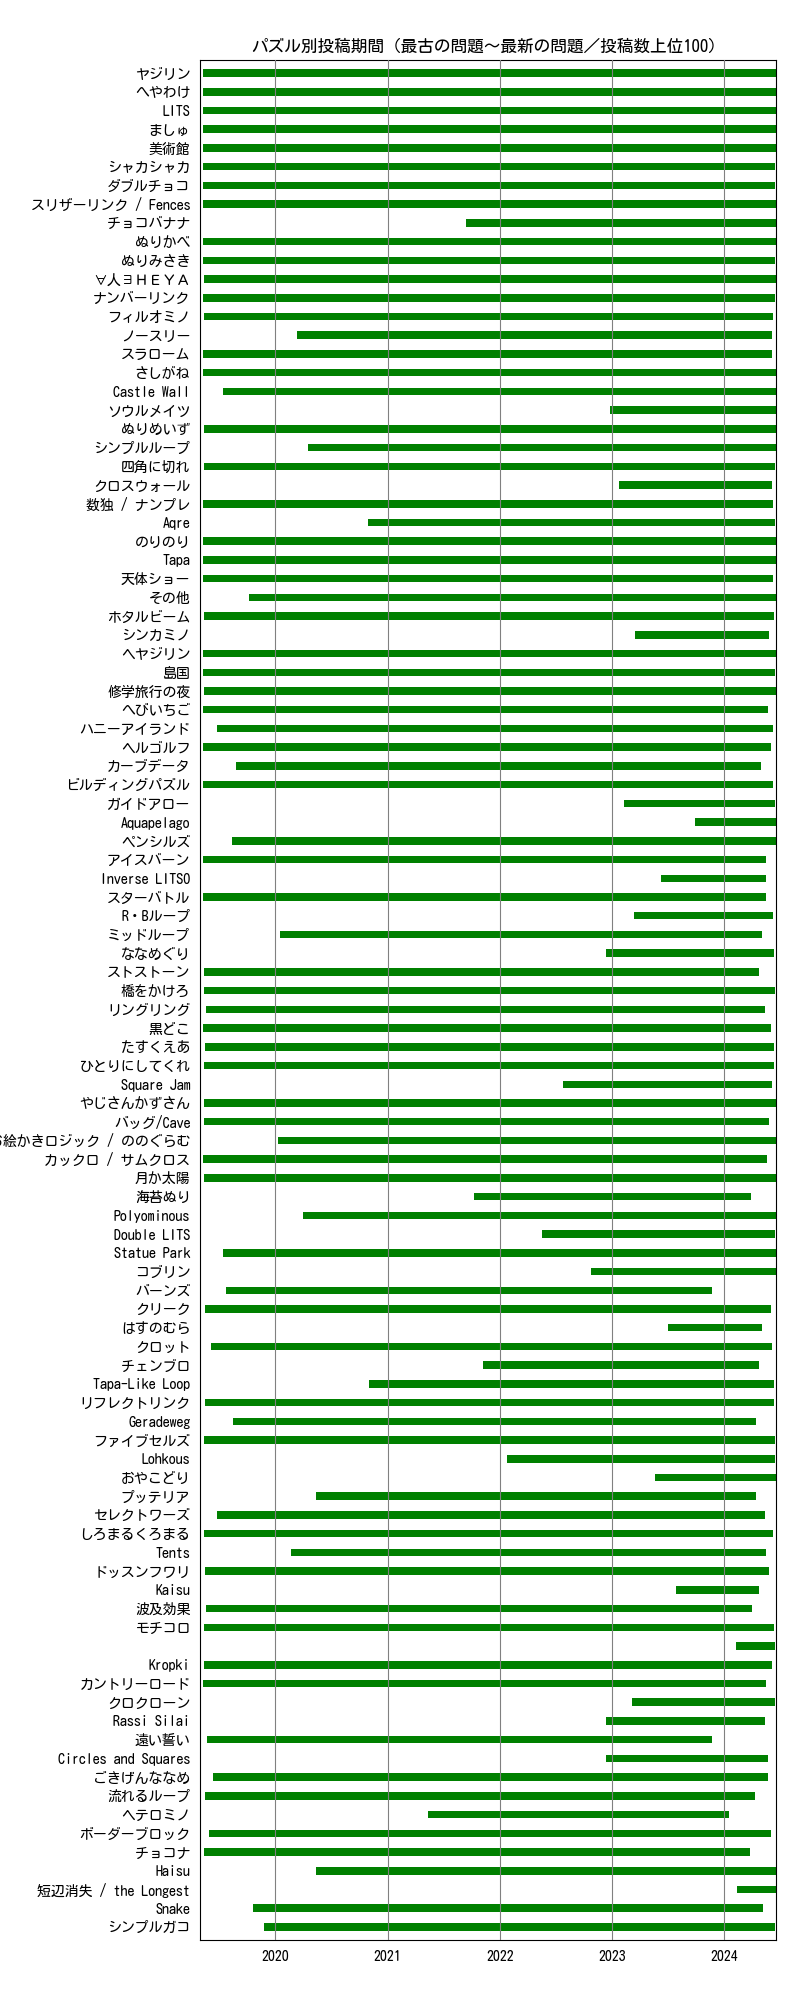 パズル別投稿期間（最古の問題～最新の問題／投稿数上位100）
ヤジリン
へやわけ
LITS
ましゅ
美術館
シャカシャカ
ダブルチョコ
スリザーリンク / Fences
チョコバナナ
ぬりかべ
ぬりみさき
∀人∃ＨＥＹＡ
ナンバーリンク
フィルオミノ
ノースリー
スラローム
さしがね
Castle Wall
ソウルメイツ
ぬりめいず
シンプルループ
四角に切れ
クロスウォール
数独 / ナンプレ
Aqre
のりのり
Tapa
天体ショー
その他
ホタルビーム
シンカミノ
ヘヤジリン
島国
修学旅行の夜
へびいちご
ハニーアイランド
ヘルゴルフ
カーブデータ
ビルディングパズル
ガイドアロー
Aquapelago
ペンシルズ
アイスバーン
Inverse LITSO
スターバトル
R・Bループ
ミッドループ
ななめぐり
ストストーン
橋をかけろ
リングリング
黒どこ
たすくえあ
ひとりにしてくれ
Square Jam
やじさんかずさん
バッグ/Cave
絵かきロジック / ののぐらむ
カックロ / サムクロス
月か太陽
海苔ぬり
Polyominous
Double LITS
Statue Park
コブリン
バーンズ
クリーク
はすのむら
クロット
チェンブロ
Tapa-Like Loop
リフレクトリンク
Geradeweg
ファイブセルズ
Lohkous
おやこどり
プッテリア
セレクトワーズ
しろまるくろまる
Tents
ドッスンフワリ
Kaisu
波及効果
モチコロ
Kropki
カントリーロード
クロクローン
Rassi Silai
遠い誓い
Circles and Squares
ごきげんななめ
流れるループ
ヘテロミノ
ボーダーブロック
チョコナ
Haisu
短辺消失 / the Longest
Snake
シンプルガコ
2020 2021 2022 2023 2024